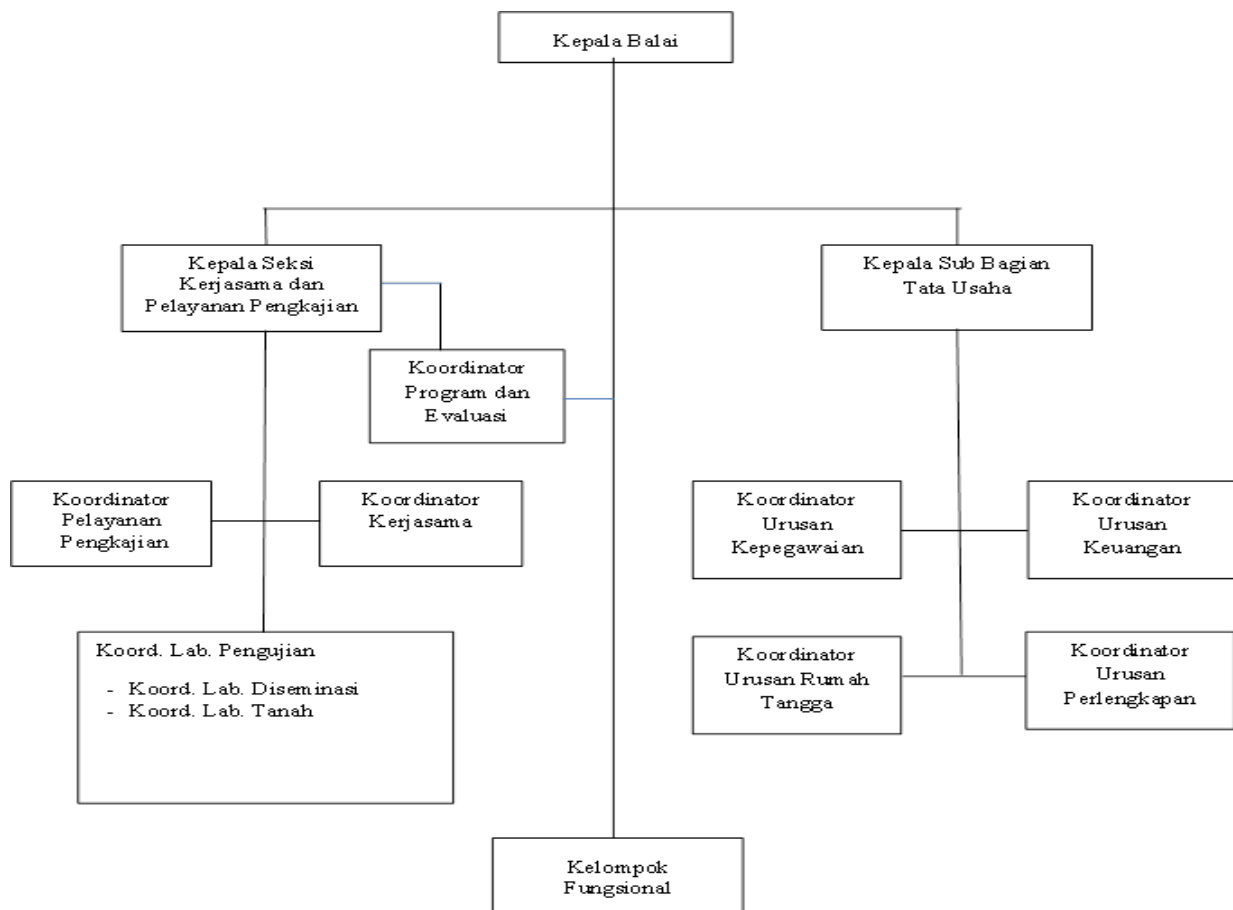 Kepala Balai
Kepala Seksi
Kerjasama dan
Pelayanan Pengkajian
Kepala Sub Bagian
Tata Usaha
Koordinator
Program dan
Evaluasi
Koordinator
Pelayanan
Pengkajian
Koordinator
Kerjasama
Koordinator
Urusan
Kepegawaian
Koordinator
Urusan
Keuangan
Koord. Lab. Pengujian
- Koord. Lab. Diseminasi
- Koord. Lab. Tanah
Koordinator
Urusan Rumah
Tangga
Koordinator
Urusan
Perlengkapan
Kelompok
Fungsional